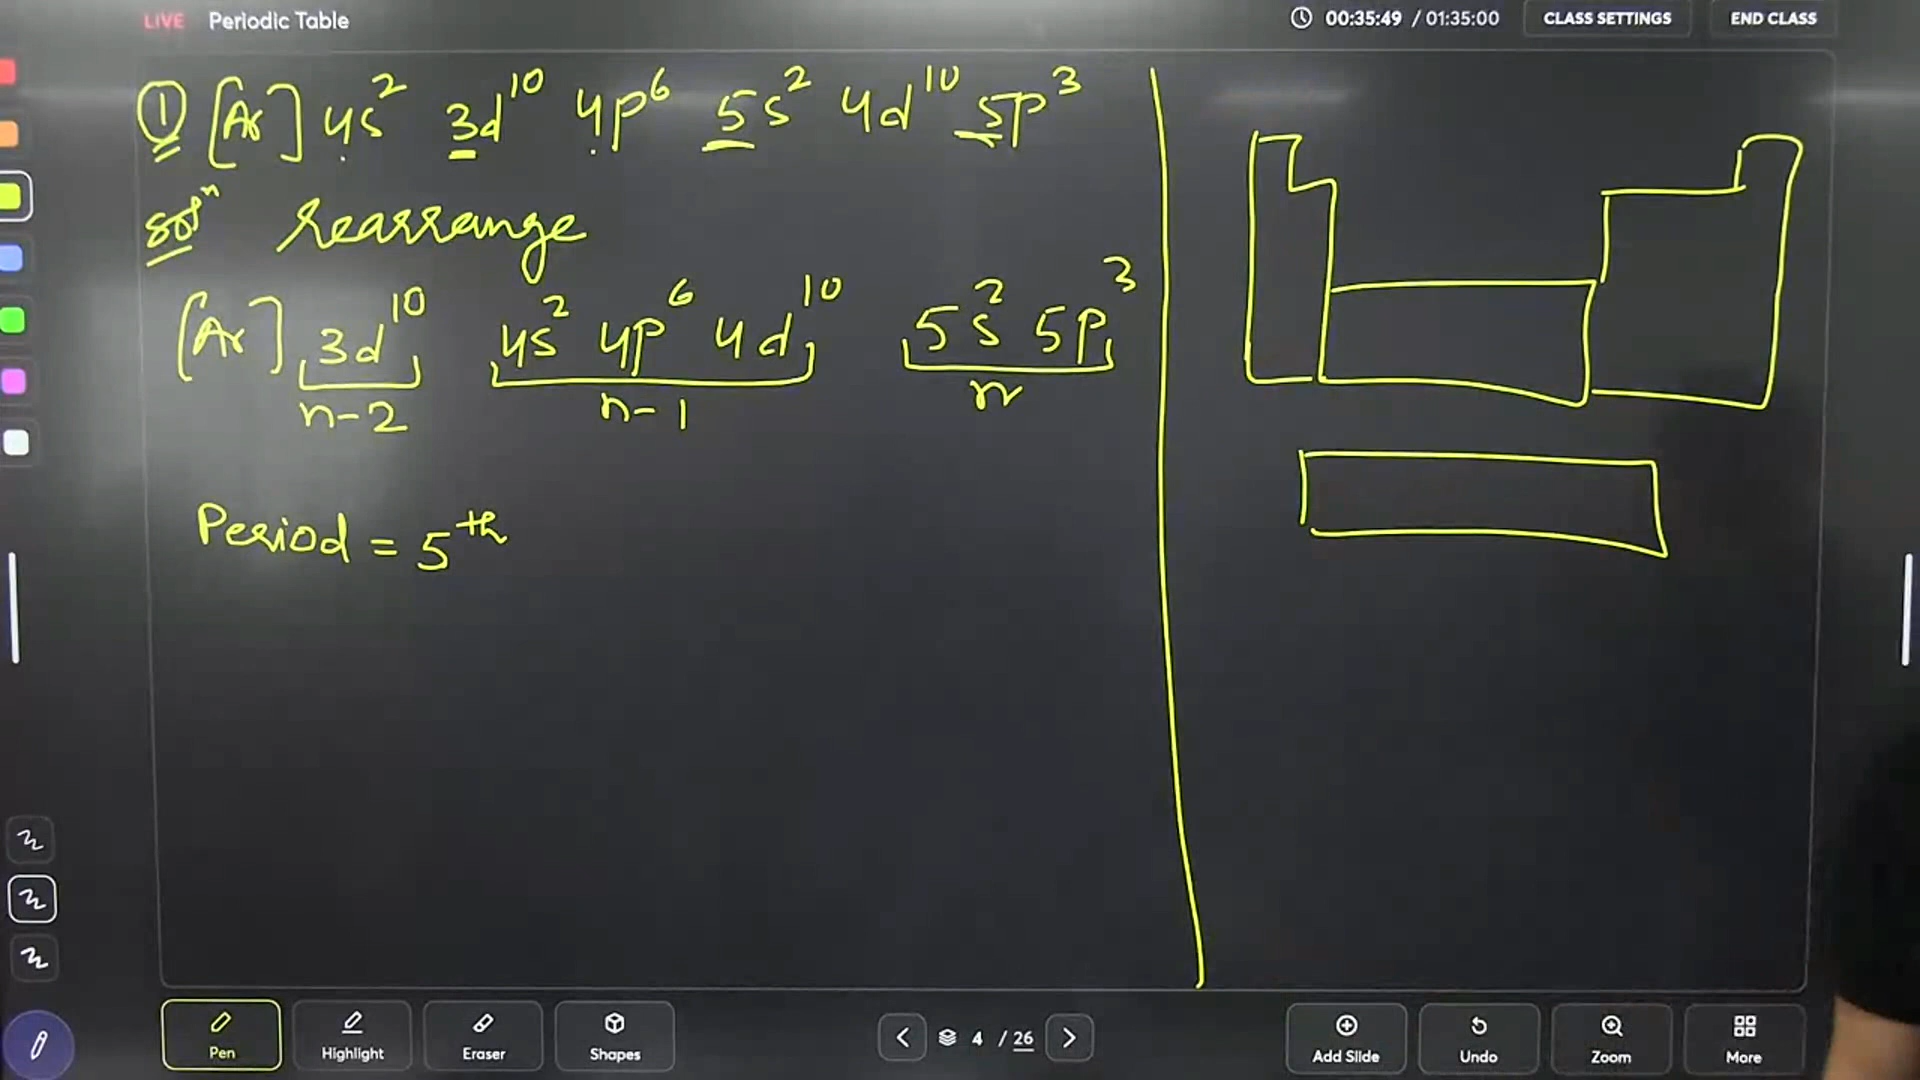 LIVE Periodic Table 00:35:49 / 01:35:00 CLASS SETTINGS END CLASS
① [Ar] 4s² 3d¹⁰ 4p⁶ 5s² 4d¹⁰ 5p³
solⁿ rearrange
[Ar] 3d¹⁰ 4s² 4p⁶ 4d¹⁰ 5s² 5p³
n-2 n-1 n
Period = 5th
Pen Highlight Eraser Shapes 4 / 26 Add Slide Undo Zoom More